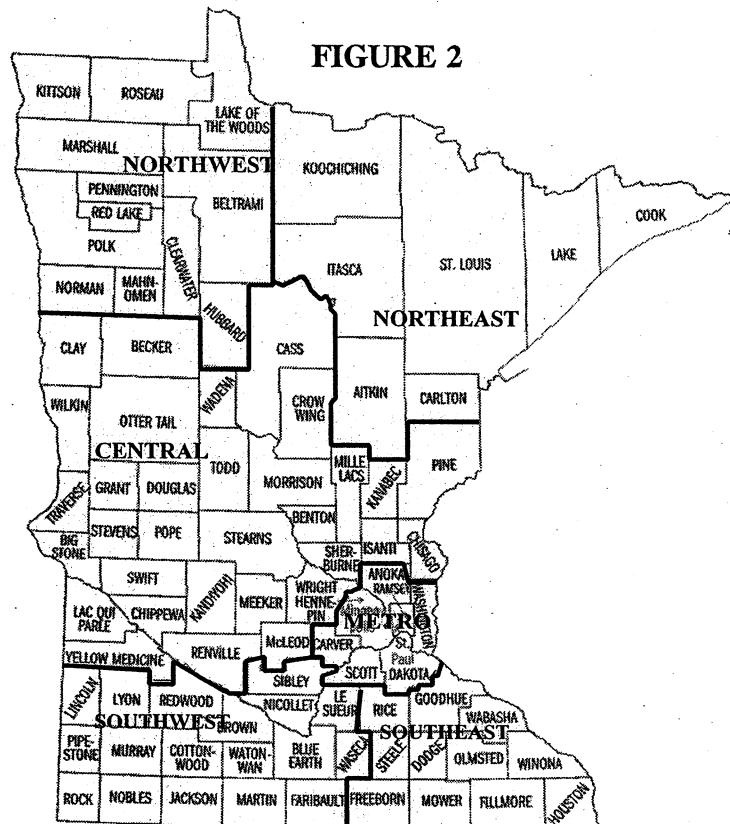 FIGURE 2
KITTSON
ROSEAU
LAKE OF
THE WOODS
MARSHALL
NORTHWEST
KOOCHICHING
PENNINGTON
BELTRAMI
RED LAKE
COOK
POLK
CLEARWATER
ITASCA
ST. LOUIS
LAKE
NORMAN
MAHN-
OMEN
HUBBARD
NORTHEAST
CLAY
BECKER
CASS
WADENA
AITKIN
CARLTON
WILKIN
OTTER TAIL
CROW
WING
CENTRAL
TODD
MILLE
LACS
PINE
TRAVERSE
GRANT
DOUGLAS
MORRISON
KANABEC
BENTON
STEVENS
POPE
STEARNS
BIG
STONE
SHER-
BURNE
ISANTI
CHISAGO
SWIFT
KANDIYOHI
ANOKA
RAMSEY
WASHINGTON
LAC QUI
PARLE
CHIPPEWA
MEEKER
WRIGHT
HENNE-
PIN
METRO
YELLOW MEDICINE
RENVILLE
McLEOD
CARVER
St.
Paul
SCOTT
DAKOTA
SIBLEY
LINCOLN
LYON
REDWOOD
NICOLLET
LE
SUEUR
RICE
GOODHUE
WABASHA
SOUTHWEST
BROWN
SOUTHEAST
PIPE-
STONE
MURRAY
COTTON-
WOOD
WATON-
WAN
BLUE
EARTH
WASECA
STEELE
DODGE
OLMSTED
WINONA
ROCK
NOBLES
JACKSON
MARTIN
FARIBAULT
FREEBORN
MOWER
FILLMORE
HOUSTON